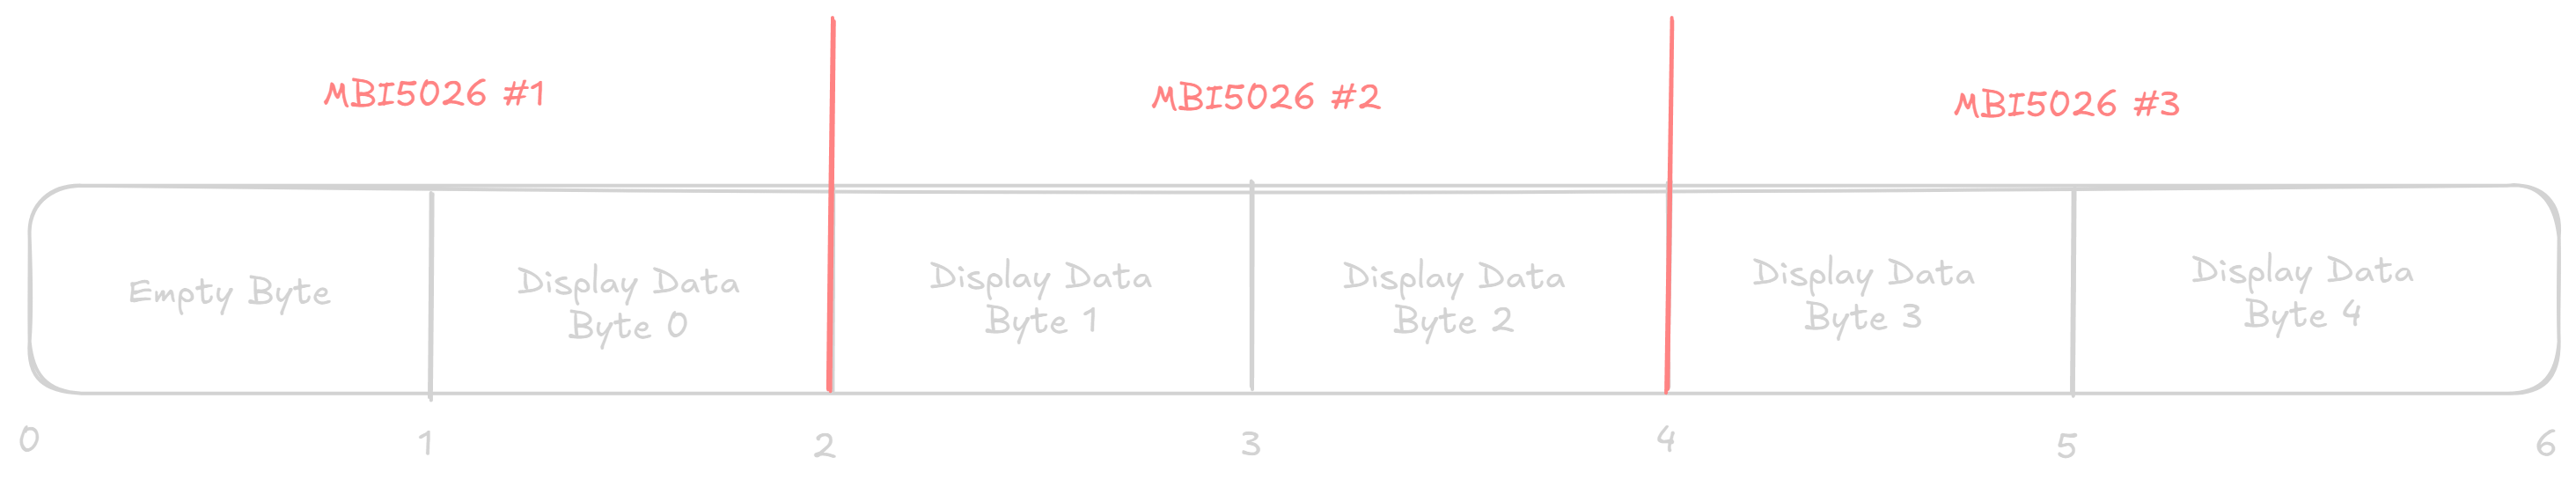 MBI5026 #1
MBI5026 #2
MBI5026 #3
Empty Byte
Display Data
Byte 0
Display Data
Byte 1
Display Data
Byte 2
Display Data
Byte 3
Display Data
Byte 4
0
1
2
3
4
5
6